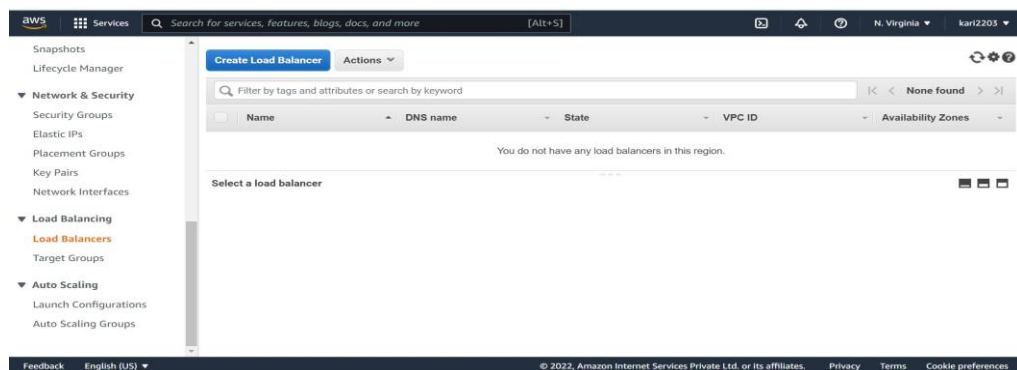 aws Services Search for services, features, blogs, docs, and more [Alt+S] N. Virginia kari2203
Snapshots
Lifecycle Manager
Network & Security
Security Groups
Elastic IPs
Placement Groups
Key Pairs
Network Interfaces
Load Balancing
Load Balancers
Target Groups
Auto Scaling
Launch Configurations
Auto Scaling Groups
Create Load Balancer Actions
Filter by tags and attributes or search by keyword None found
Name DNS name State VPC ID Availability Zones
You do not have any load balancers in this region.
Select a load balancer
Feedback English (US) © 2022, Amazon Internet Services Private Ltd. or its affiliates. Privacy Terms Cookie preferences